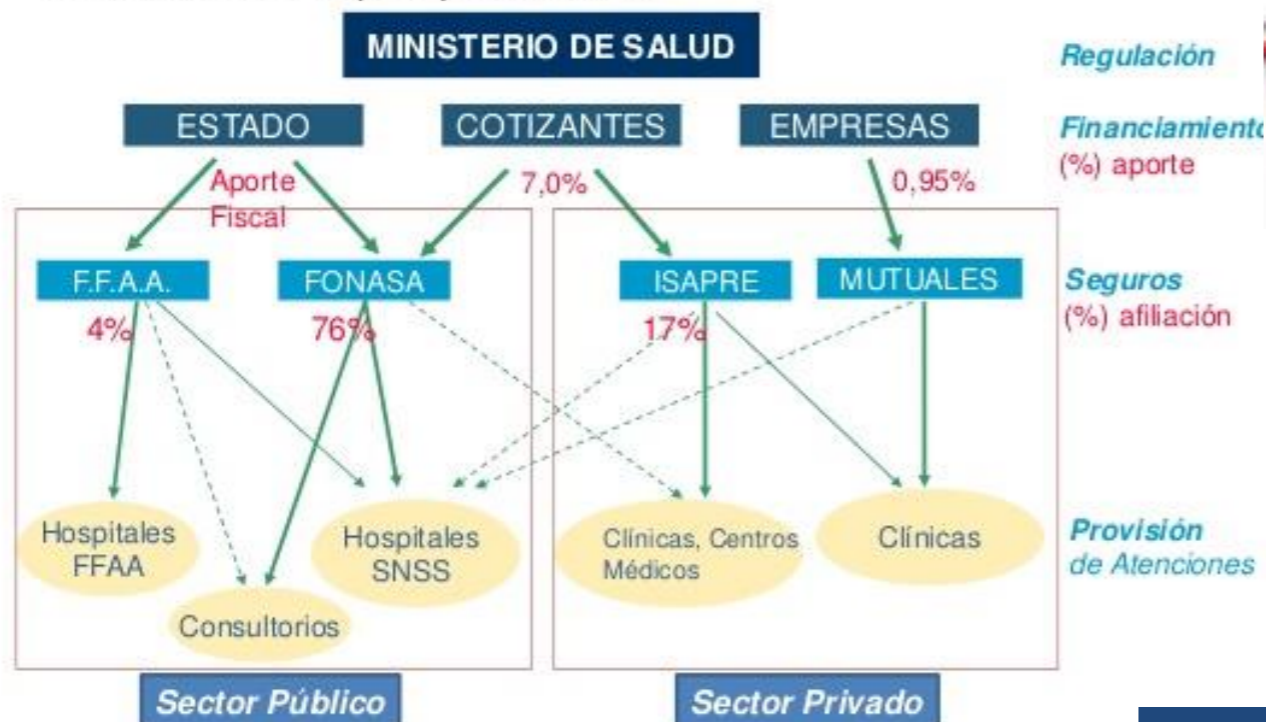 MINISTERIO DE SALUD
Regulación
ESTADO
COTIZANTES
EMPRESAS
Financiamiento
(%) aporte
Aporte
Fiscal
7,0%
0,95%
F.F.A.A.
FONASA
ISAPRE
MUTUALES
Seguros
(%) afiliación
4%
76%
17%
Hospitales
FFAA
Consultorios
Hospitales
SNSS
Clínicas, Centros
Médicos
Clínicas
Provisión
de Atenciones
Sector Público
Sector Privado